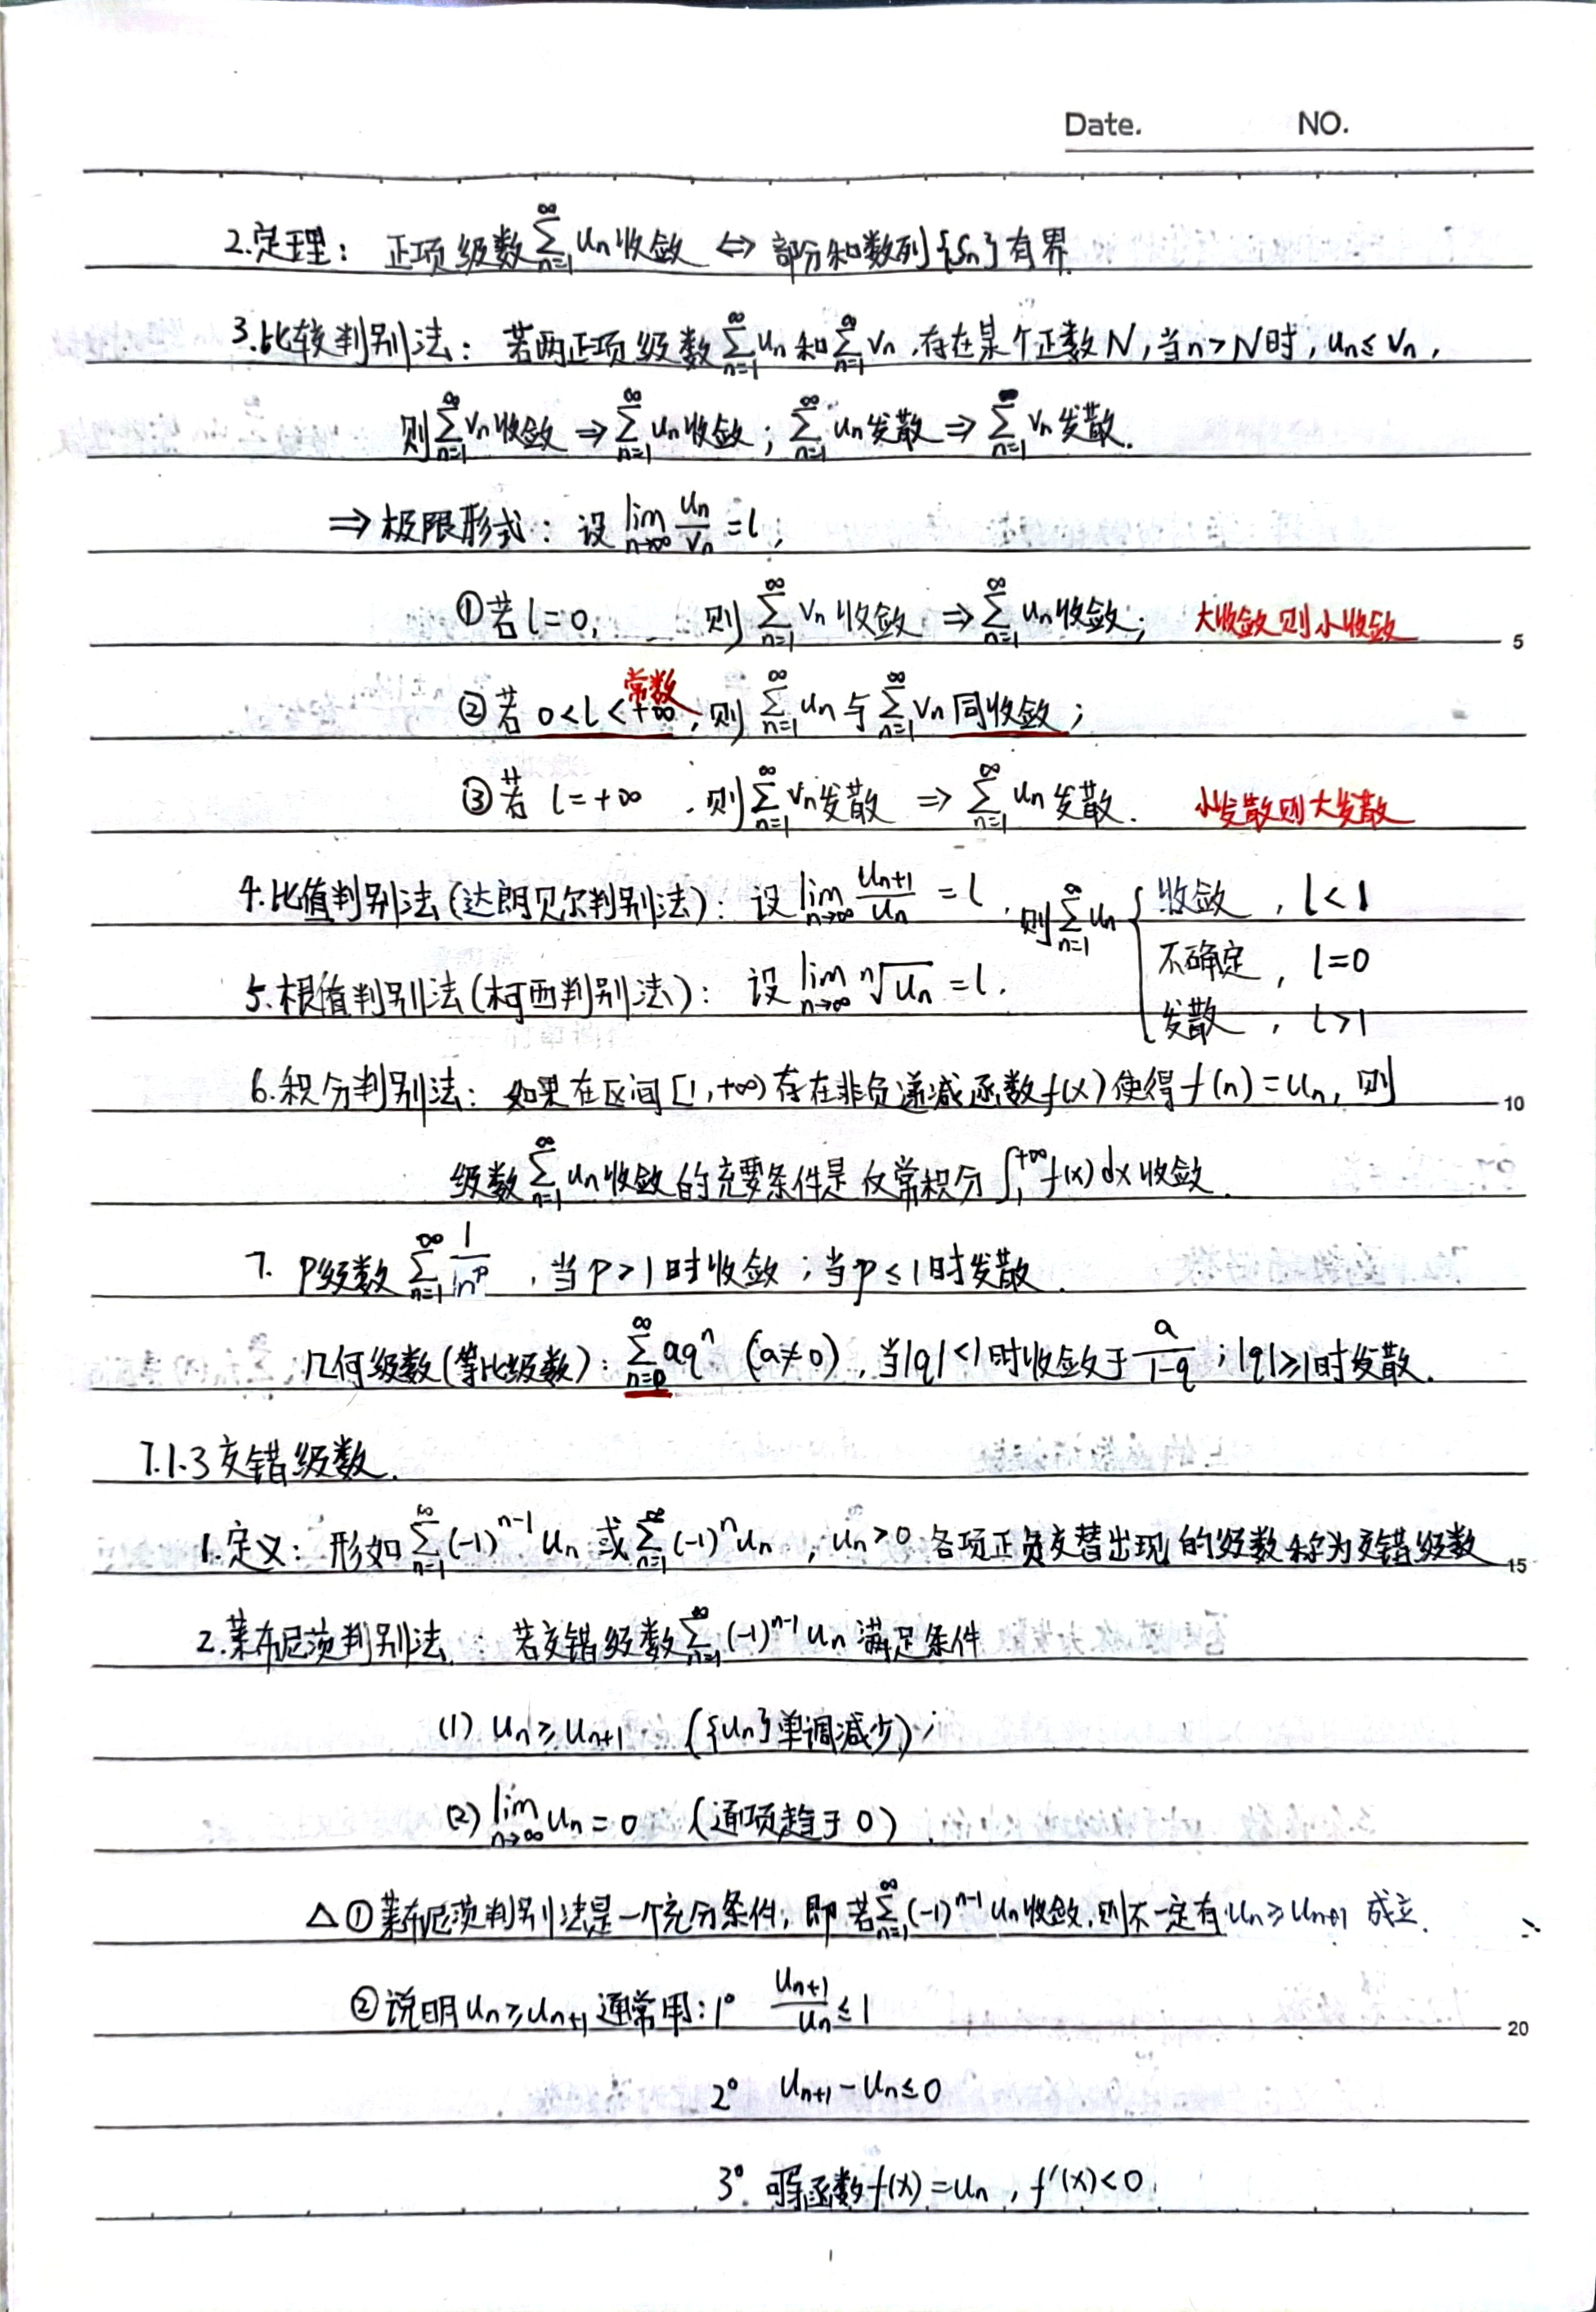 Date. NO.
2.定理: 正项级数 $\sum_{n=1}^{\infty} u_n$ 收敛 ⇔ 部分和数列{Sn}有界.
3.比较判别法: 若两正项级数 $\sum_{n=1}^{\infty} u_n$ 和 $\sum_{n=1}^{\infty} v_n$,存在某个正数N,当n>N时, $u_n \le v_n$,
则 $\sum_{n=1}^{\infty} v_n$ 收敛 ⇒ $\sum_{n=1}^{\infty} u_n$ 收敛; $\sum_{n=1}^{\infty} u_n$ 发散 ⇒ $\sum_{n=1}^{\infty} v_n$ 发散.
⇒极限形式: 设 $\lim_{n\to\infty} \frac{u_n}{v_n} = l$,
①若 l=0, 则 $\sum_{n=1}^{\infty} v_n$ 收敛 ⇒ $\sum_{n=1}^{\infty} u_n$ 收敛; 大收敛则小收敛
5
常数
②若 0<l<+∞,则 $\sum_{n=1}^{\infty} u_n$ 与 $\sum_{n=1}^{\infty} v_n$ 同收敛;
③若 l=+∞ ,则 $\sum_{n=1}^{\infty} v_n$ 发散 ⇒ $\sum_{n=1}^{\infty} u_n$ 发散. 小发散则大发散
4.比值判别法(达朗贝尔判别法): 设 $\lim_{n\to\infty} \frac{u_{n+1}}{u_n} = l$ ,则 $\sum_{n=1}^{\infty} u_n$ { 收敛 , l<1
不确定 , l=0
5.根值判别法(柯西判别法): 设 $\lim_{n\to\infty} \sqrt[n]{u_n} = l$.
发散 , l>1
6.积分判别法: 如果在区间[1,+∞)存在非负递减函数f(x)使得f(n)=$u_n$,则
10
级数 $\sum_{n=1}^{\infty} u_n$ 收敛的充要条件是反常积分 $\int_1^{+\infty} f(x)dx$ 收敛.
7. P级数 $\sum_{n=1}^{\infty} \frac{1}{n^p}$ ,当p>1时收敛;当p≤1时发散.
几何级数(等比级数): $\sum_{n=0}^{\infty} aq^n$ (a≠0),当|q|<1时收敛于 $\frac{a}{1-q}$ ;|q|≥1时发散.
7.1.3交错级数.
1.定义: 形如 $\sum_{n=1}^{\infty} (-1)^{n-1} u_n$ 或 $\sum_{n=1}^{\infty} (-1)^n u_n$ , $u_n>0$ 各项正负交替出现的级数称为交错级数
15
2.莱布尼茨判别法: 若交错级数 $\sum_{n=1}^{\infty} (-1)^{n-1} u_n$ 满足条件
(1) $u_n \ge u_{n+1}$ ({$u_n$}单调减少);
(2) $\lim_{n\to\infty} u_n = 0$ (通项趋于0).
△①莱布尼茨判别法是一个充分条件,即若 $\sum_{n=1}^{\infty} (-1)^{n-1} u_n$ 收敛,则不一定有 $u_n \ge u_{n+1}$ 成立.
②说明 $u_n \ge u_{n+1}$ 通常用:1° $\frac{u_{n+1}}{u_n} \le 1$
20
2° $u_{n+1} - u_n \le 0$
3° 可导函数f(x)=$u_n$ , f'(x)<0.